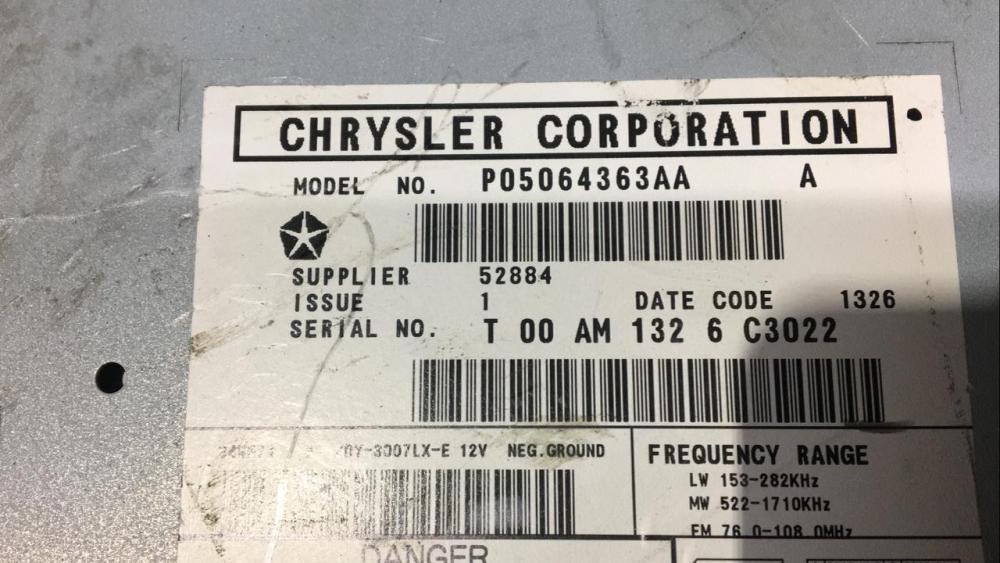 CHRYSLER CORPORATION
MODEL NO. P05064363AA A
SUPPLIER 52884
ISSUE 1 DATE CODE 1326
SERIAL NO. T 00 AM 132 6 C3022
12V NEG.GROUND
FREQUENCY RANGE
LW 153-282KHz
MW 522-1710KHz
FM 76.0-108.0MHz
DANGER